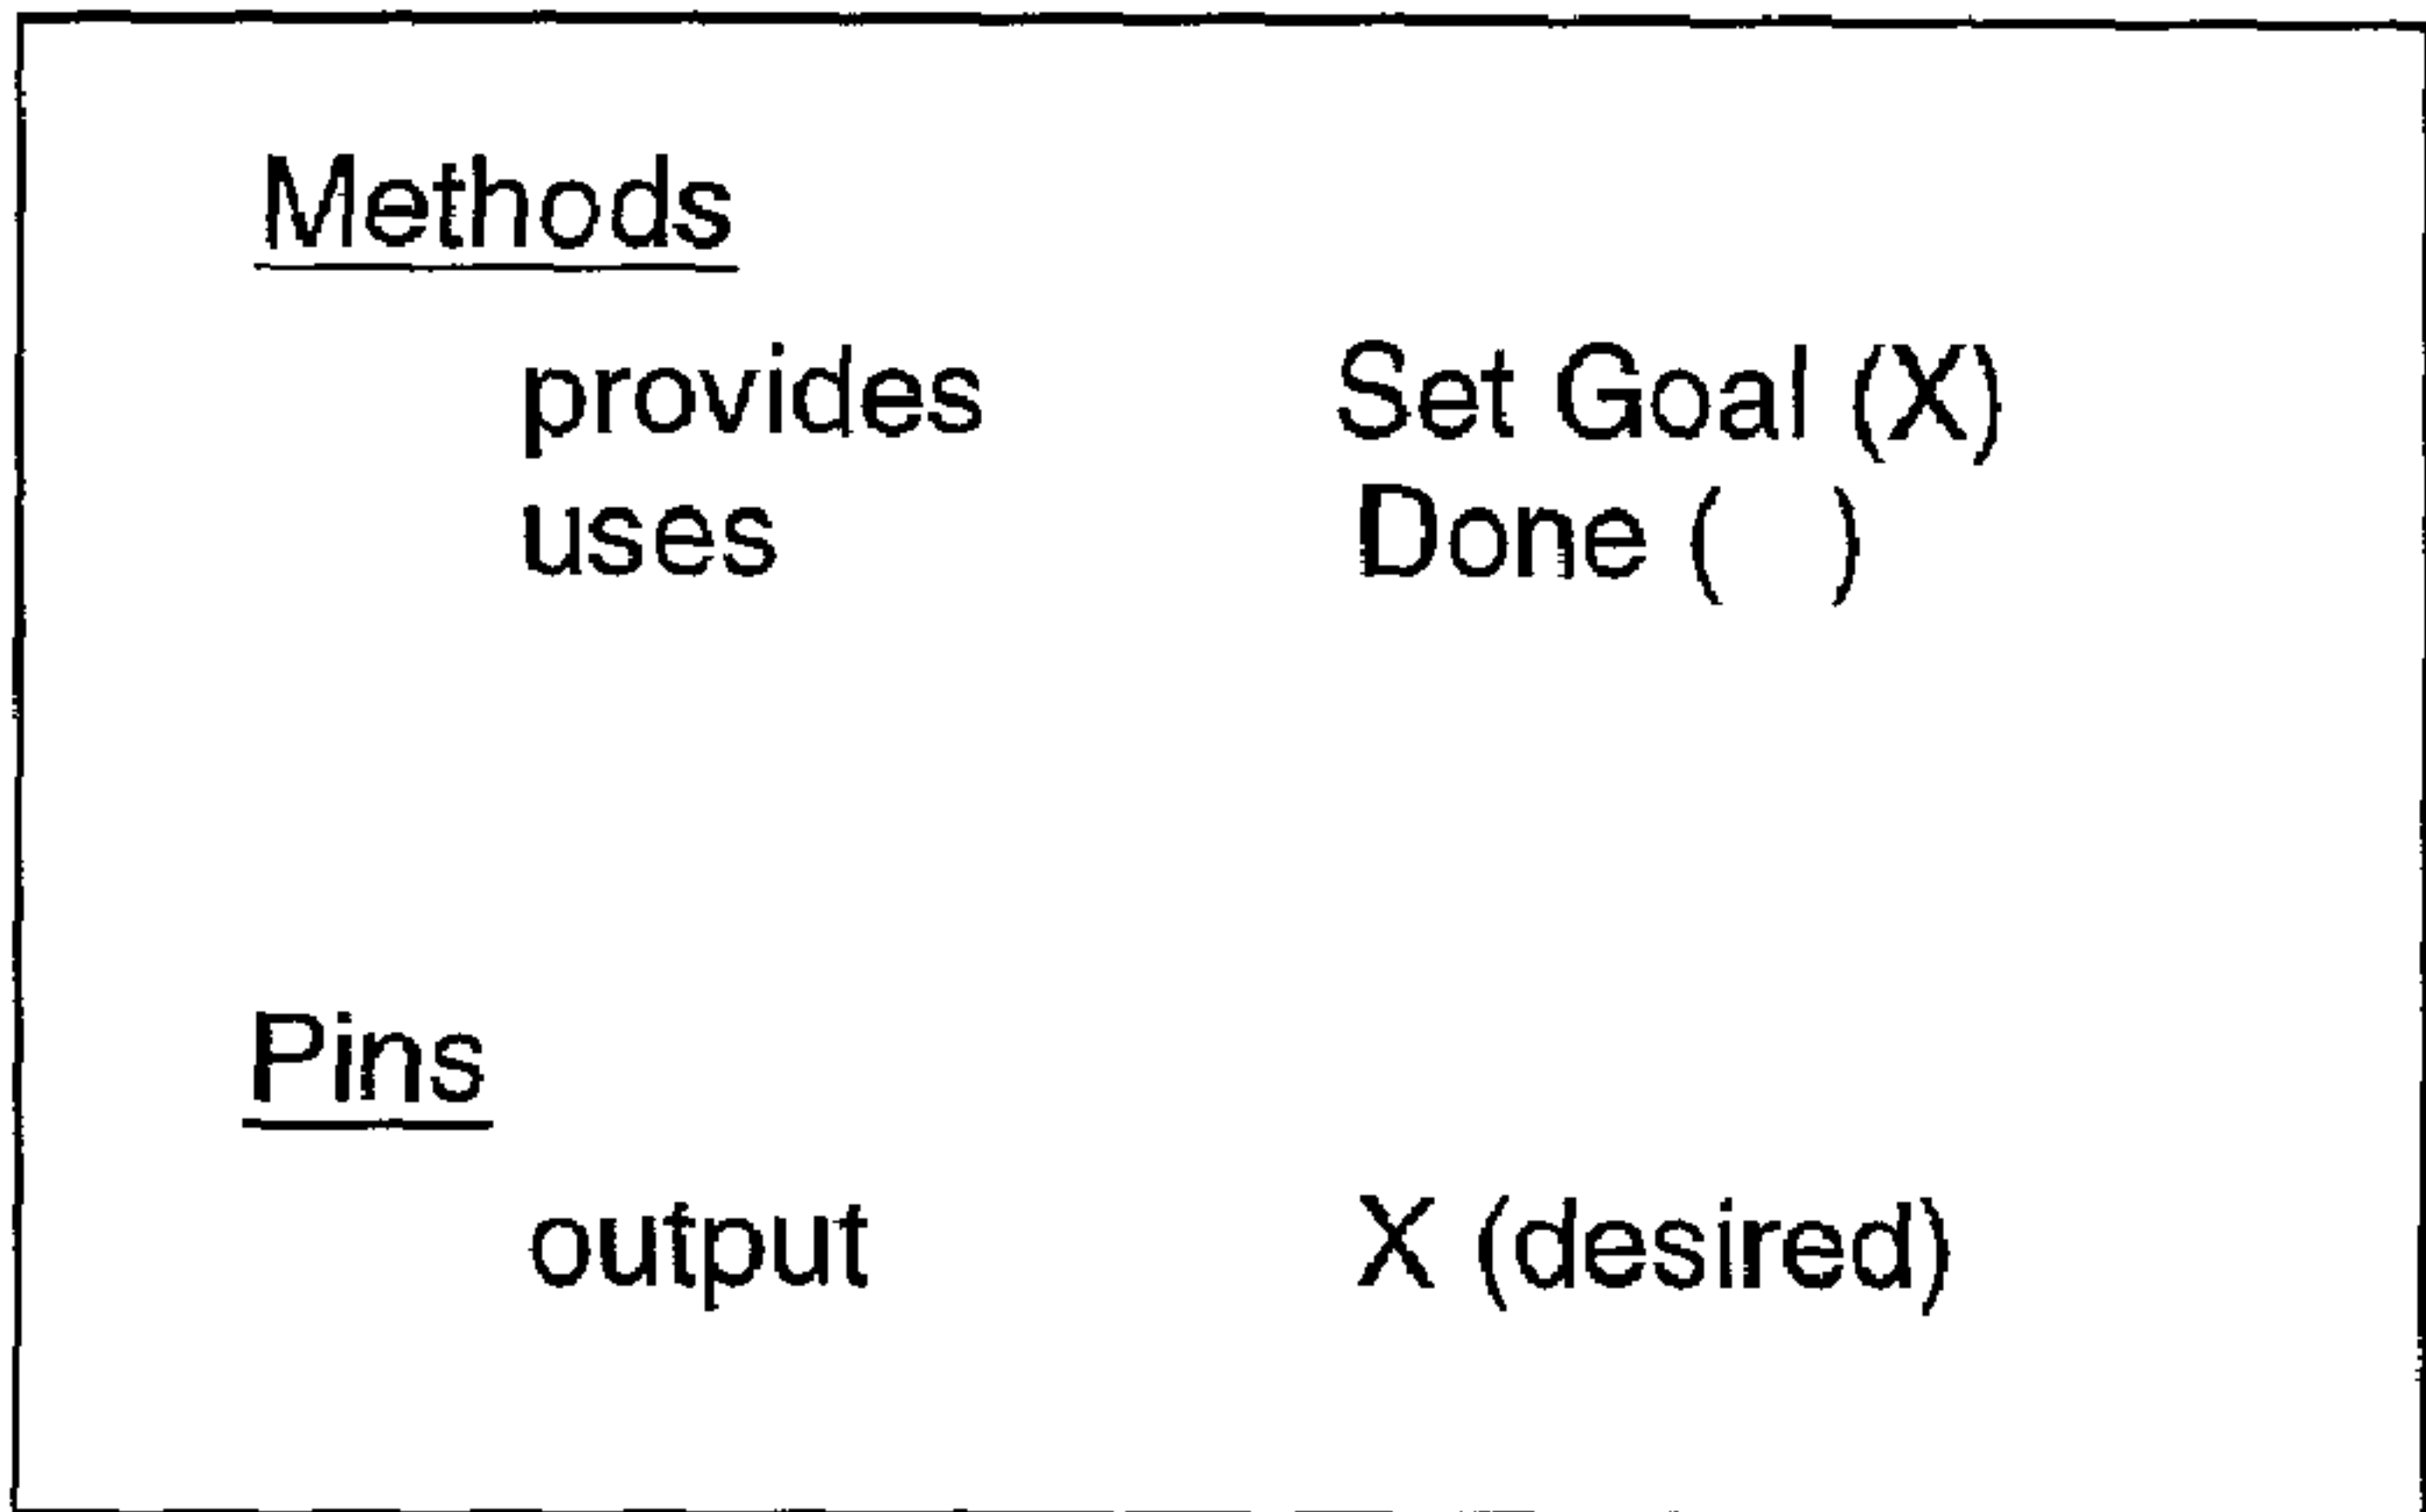 Methods
provides Set Goal (X)
uses Done ( )
Pins
output X (desired)